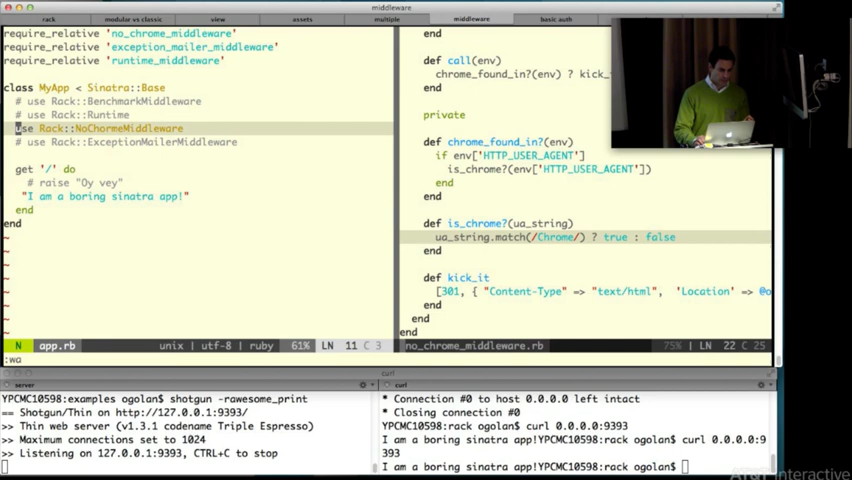 middleware
rack
modular vs classic
view
assets
multiple
middleware
basic auth
require_relative 'no_chrome_middleware'
require_relative 'exception_mailer_middleware'
require_relative 'runtime_middleware'
class MyApp < Sinatra::Base
# use Rack::BenchmarkMiddleware
# use Rack::Runtime
use Rack::NoChormeMiddleware
# use Rack::ExceptionMailerMiddleware
get '/' do
# raise "Oy vey"
"I am a boring sinatra app!"
end
end
~
~
~
~
~
~
~
~
N app.rb unix | utf-8 | ruby 61% LN 11 C 3
:wa
end
def call(env)
chrome_found_in?(env) ? kick_
private
def chrome_found_in?(env)
if env['HTTP_USER_AGENT']
is_chrome?(env['HTTP_USER_AGENT'])
end
end
def is_chrome?(ua_string)
ua_string.match(/Chrome/) ? true : false
end
def kick_it
[301, { "Content-Type" => "text/html", 'Location' => @o
end
end
end
no_chrome_middleware.rb 75% | LN 22 C 25
curl
server
YPCMC10598:examples ogolan$ shotgun -rawesome_print
== Shotgun/Thin on http://127.0.0.1:9393/
>> Thin web server (v1.3.1 codename Triple Espresso)
>> Maximum connections set to 1024
>> Listening on 127.0.0.1:9393, CTRL+C to stop
curl
* Connection #0 to host 0.0.0.0 left intact
* Closing connection #0
YPCMC10598:rack ogolan$ curl 0.0.0.0:9393
I am a boring sinatra app!YPCMC10598:rack ogolan$ curl 0.0.0.0:9
393
I am a boring sinatra app!YPCMC10598:rack ogolan$
AT&T Interactive